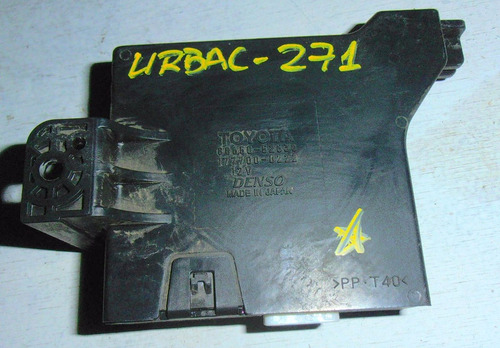 URBAC-271
TOYOTA
12V
DENSO
MADE IN JAPAN
>PP-T40<